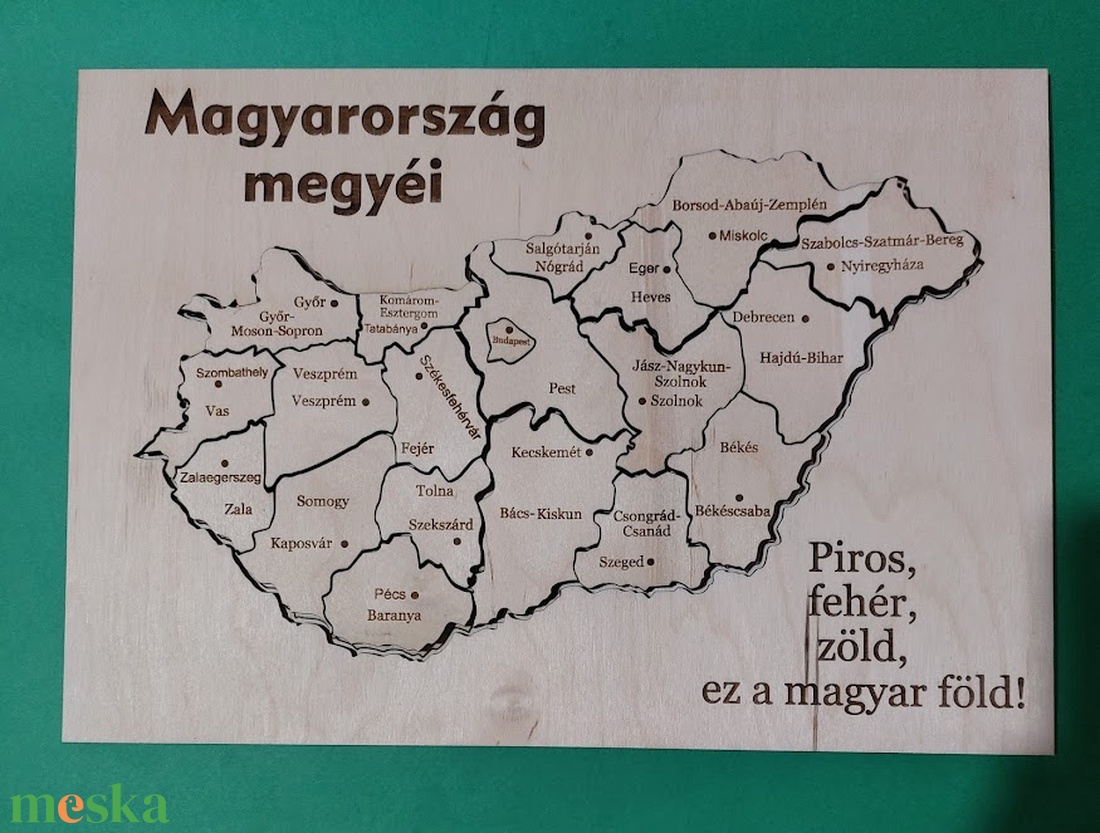 Magyarország
megyéi
Borsod-Abaúj-Zemplén
Miskolc
Szabolcs-Szatmár-Bereg
Nyiregyháza
Salgótarján
Nógrád
Eger
Heves
Győr
Győr-
Moson-Sopron
Komárom-
Esztergom
Tatabánya
Budapest
Pest
Debrecen
Hajdú-Bihar
Jász-Nagykun-
Szolnok
Szolnok
Szombathely
Vas
Veszprém
Veszprém
Székesfehérvár
Fejér
Kecskemét
Bács-Kiskun
Békés
Békéscsaba
Zalaegerszeg
Zala
Somogy
Kaposvár
Tolna
Szekszárd
Csongrád-
Csanád
Szeged
Pécs
Baranya
Piros,
fehér,
zöld,
ez a magyar föld!
meska